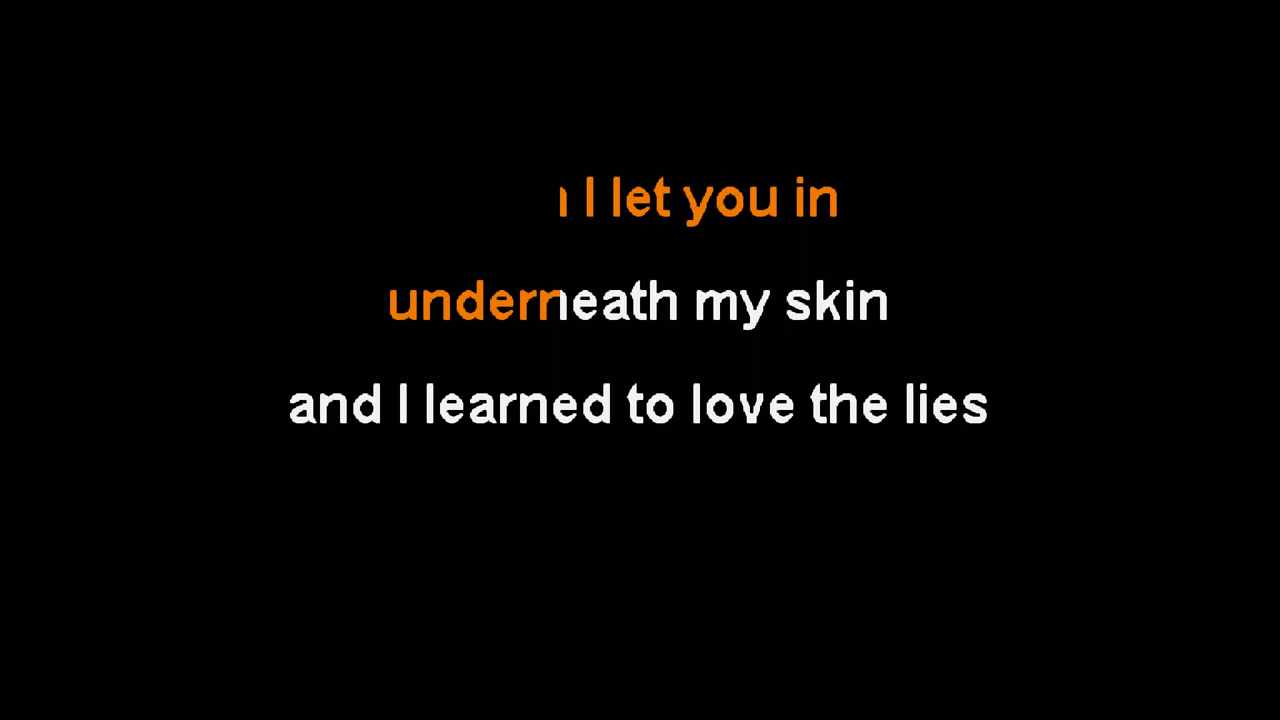 I let you in
underneath my skin
and I learned to love the lies